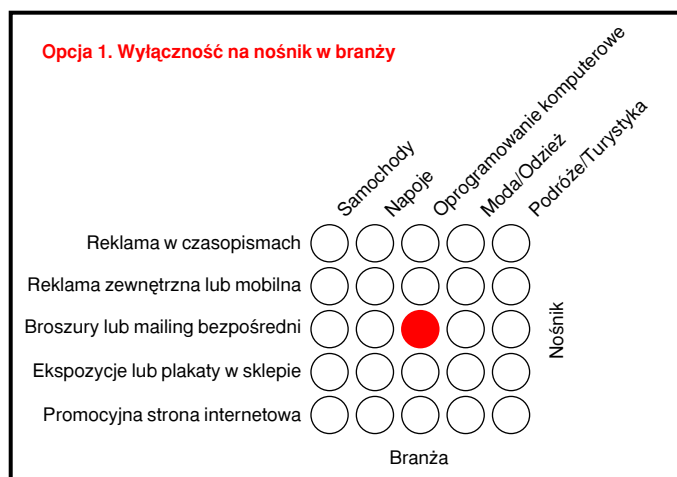 Opcja 1. Wyłączność na nośnik w branży
Samochody
Napoje
Oprogramowanie komputerowe
Moda/Odzież
Podróże/Turystyka
Reklama w czasopismach
Reklama zewnętrzna lub mobilna
Broszury lub mailing bezpośredni
Ekspozycje lub plakaty w sklepie
Promocyjna strona internetowa
Nośnik
Branża